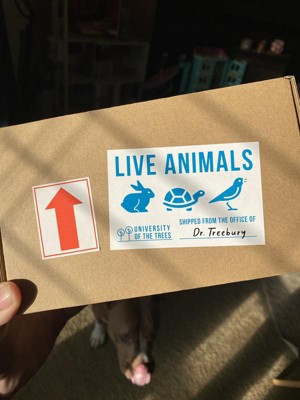 LIVE ANIMALS
SHIPPED FROM THE OFFICE OF
Dr. Treebury
UNIVERSITY
OF THE TREES